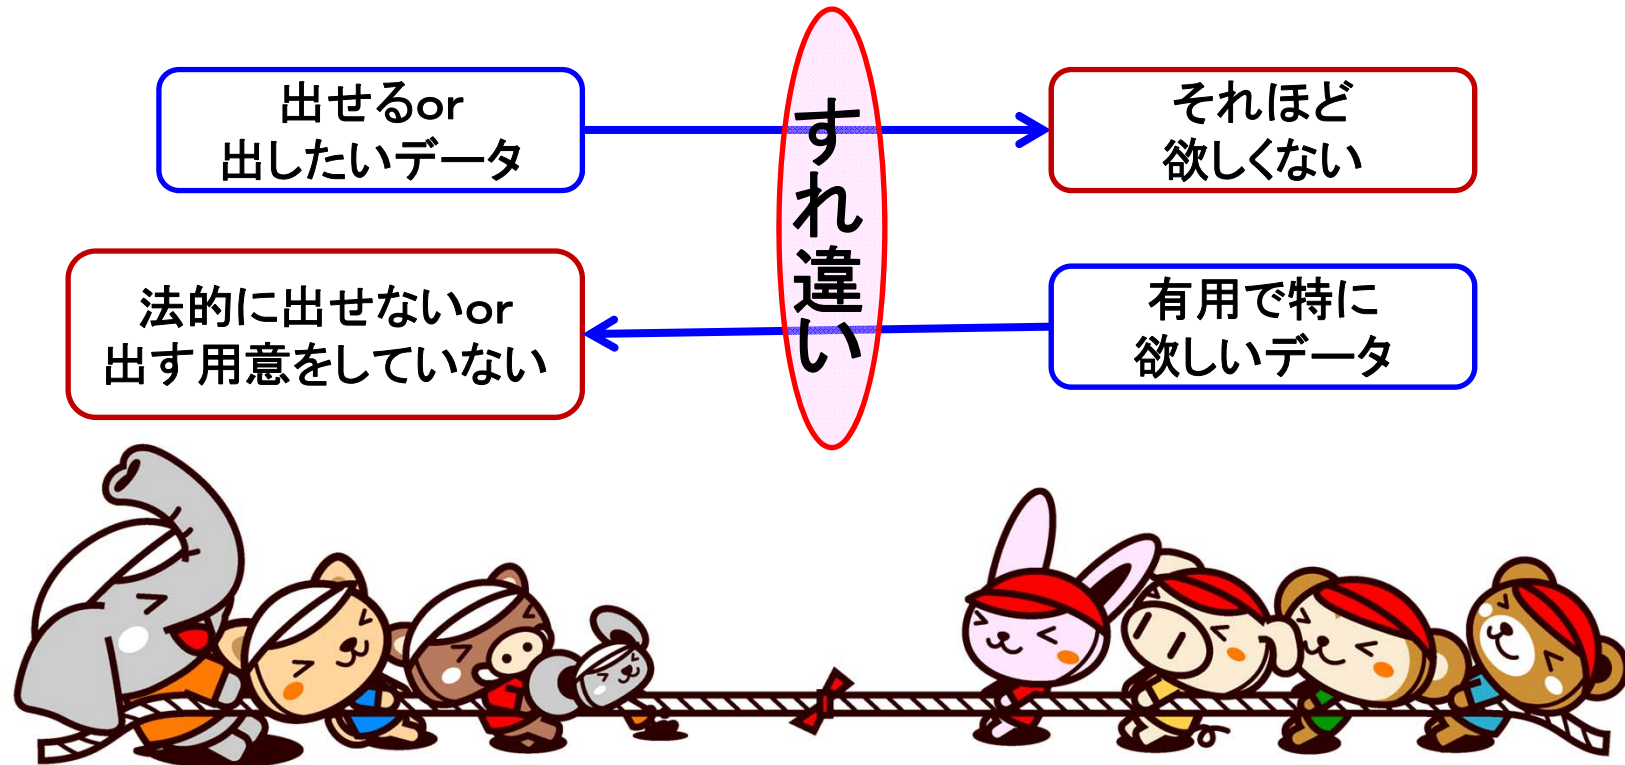 出せるor
出したいデータ
すれ違い
それほど
欲しくない
法的に出せないor
出す用意をしていない
有用で特に
欲しいデータ